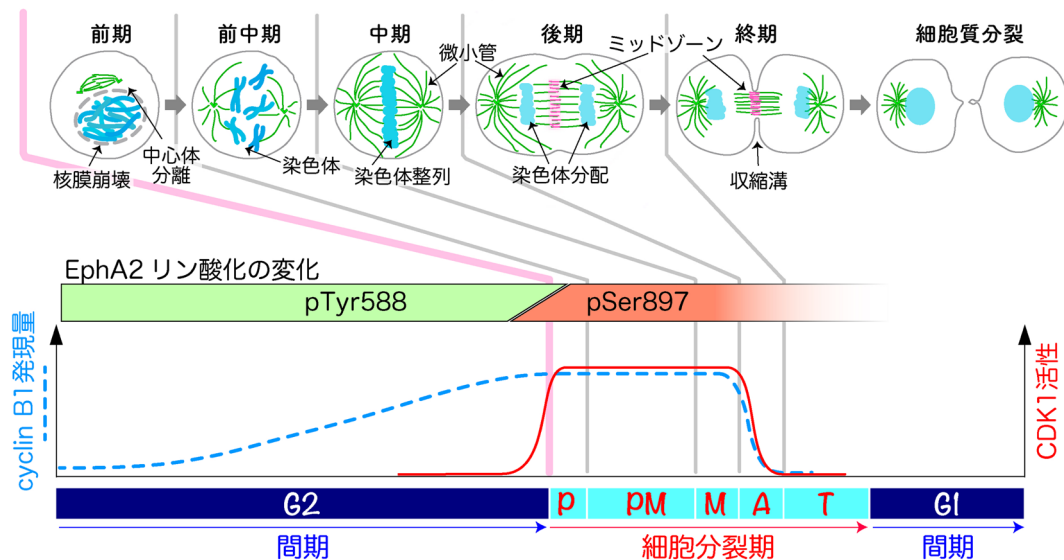 前期
前中期
中期
後期
終期
細胞質分裂
微小管
ミッドゾーン
核膜崩壊
中心体
分離
染色体
染色体整列
染色体分配
収縮溝
EphA2 リン酸化の変化
pTyr588
pSer897
cyclin B1発現量
CDK1活性
G2
P
PM
M
A
T
G1
間期
細胞分裂期
間期